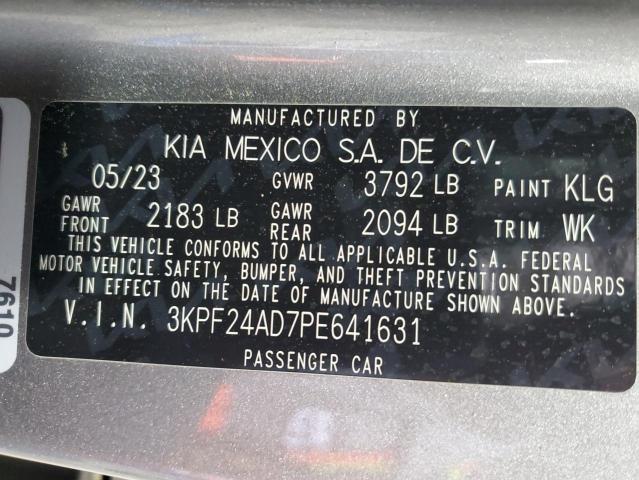 MANUFACTURED BY
KIA MEXICO S.A. DE C.V.
05/23 GVWR 3792 LB PAINT KLG
GAWR FRONT 2183 LB GAWR REAR 2094 LB TRIM WK
THIS VEHICLE CONFORMS TO ALL APPLICABLE U.S.A. FEDERAL
MOTOR VEHICLE SAFETY, BUMPER, AND THEFT PREVENTION STANDARDS
IN EFFECT ON THE DATE OF MANUFACTURE SHOWN ABOVE.
V.I.N. 3KPF24AD7PE641631
PASSENGER CAR
7610